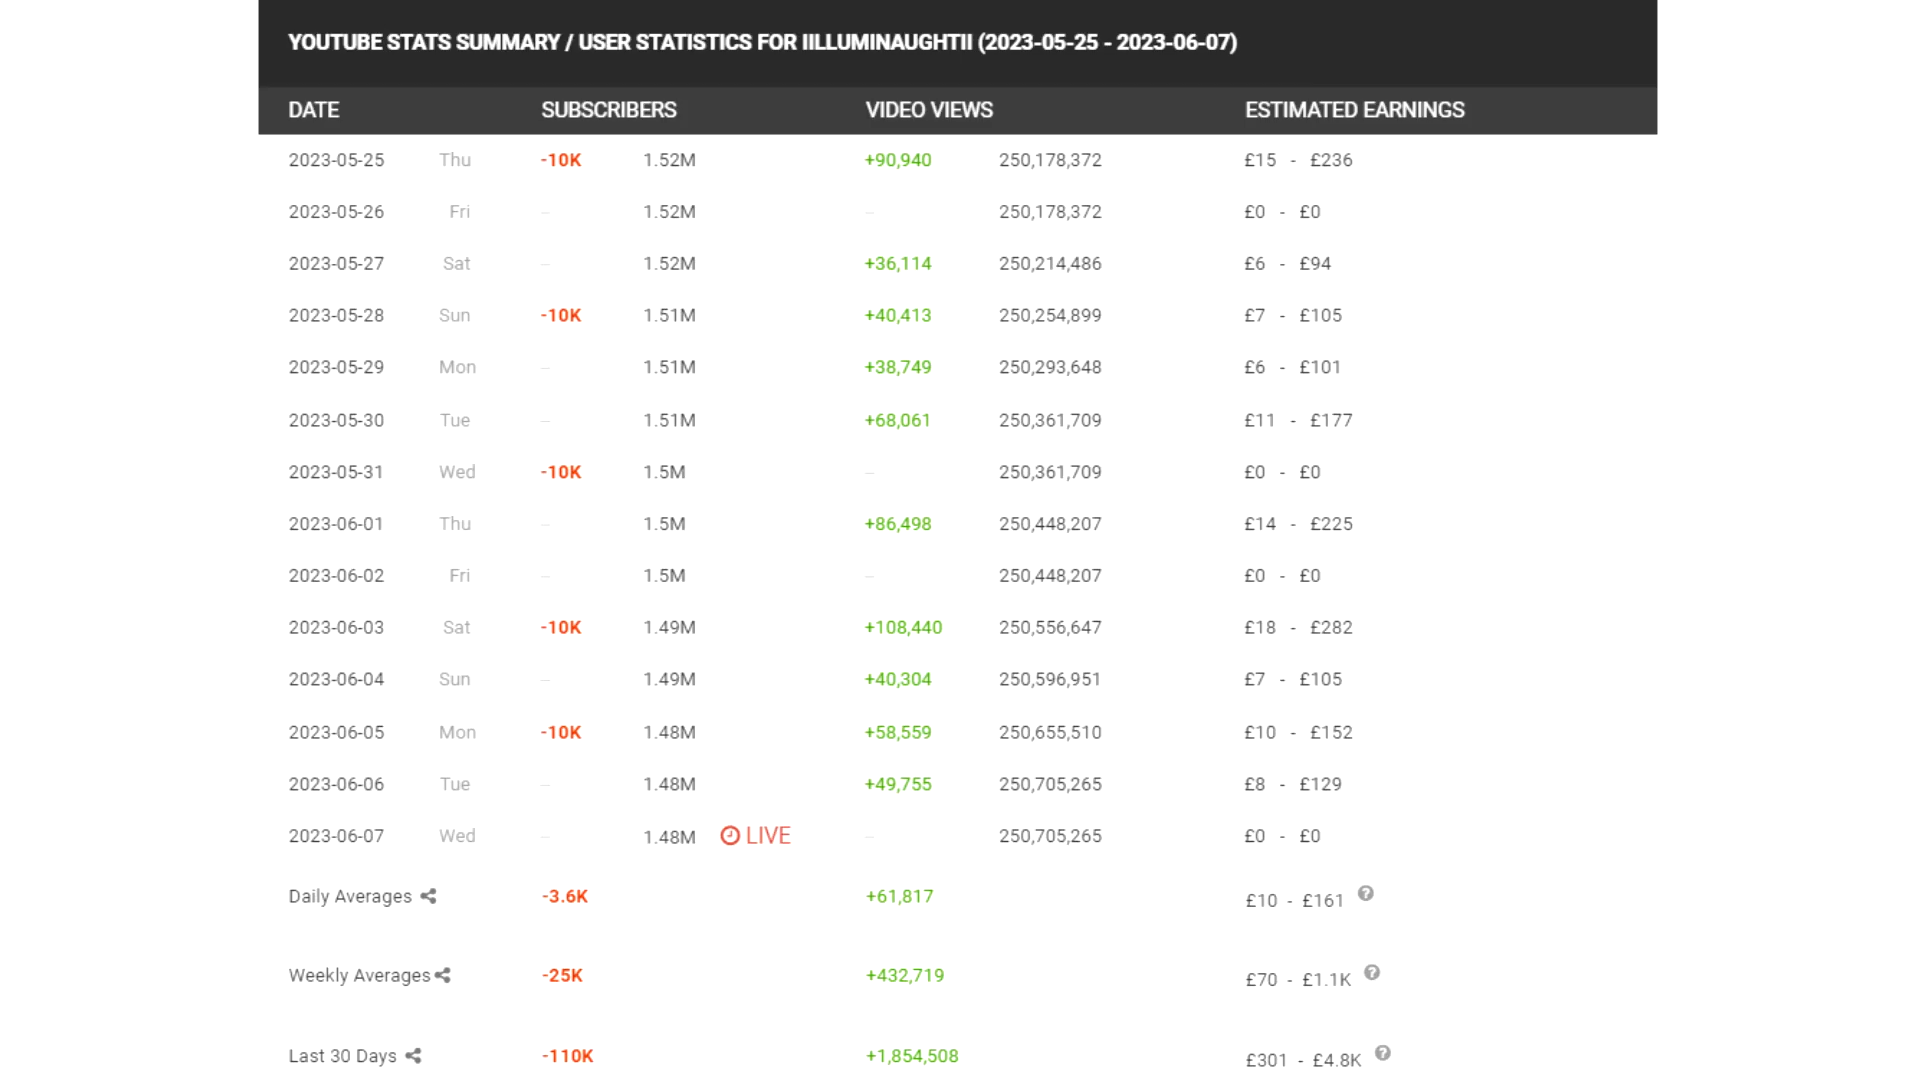 YOUTUBE STATS SUMMARY / USER STATISTICS FOR IILLUMINAUGHTII (2023-05-25 - 2023-06-07)
DATE SUBSCRIBERS VIDEO VIEWS ESTIMATED EARNINGS
2023-05-25 Thu -10K 1.52M +90,940 250,178,372 £15 - £236
2023-05-26 Fri -- 1.52M -- 250,178,372 £0 - £0
2023-05-27 Sat -- 1.52M +36,114 250,214,486 £6 - £94
2023-05-28 Sun -10K 1.51M +40,413 250,254,899 £7 - £105
2023-05-29 Mon -- 1.51M +38,749 250,293,648 £6 - £101
2023-05-30 Tue -- 1.51M +68,061 250,361,709 £11 - £177
2023-05-31 Wed -10K 1.5M -- 250,361,709 £0 - £0
2023-06-01 Thu -- 1.5M +86,498 250,448,207 £14 - £225
2023-06-02 Fri -- 1.5M -- 250,448,207 £0 - £0
2023-06-03 Sat -10K 1.49M +108,440 250,556,647 £18 - £282
2023-06-04 Sun -- 1.49M +40,304 250,596,951 £7 - £105
2023-06-05 Mon -10K 1.48M +58,559 250,655,510 £10 - £152
2023-06-06 Tue -- 1.48M +49,755 250,705,265 £8 - £129
2023-06-07 Wed -- 1.48M LIVE -- 250,705,265 £0 - £0
Daily Averages -3.6K +61,817 £10 - £161 ?
Weekly Averages -25K +432,719 £70 - £1.1K ?
Last 30 Days -110K +1,854,508 £301 - £4.8K ?